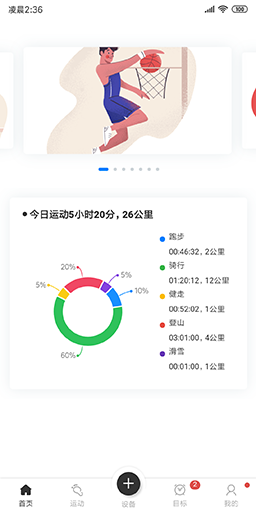 凌晨2:36
100
今日运动5小时20分，26公里
跑步
00:46:32，2公里
骑行
01:20:12，12公里
健走
00:52:02，1公里
登山
03:01:00，4公里
滑雪
00:01:00，1公里
20%
5%
5%
10%
60%
2
首页
运动
设备
目标
我的